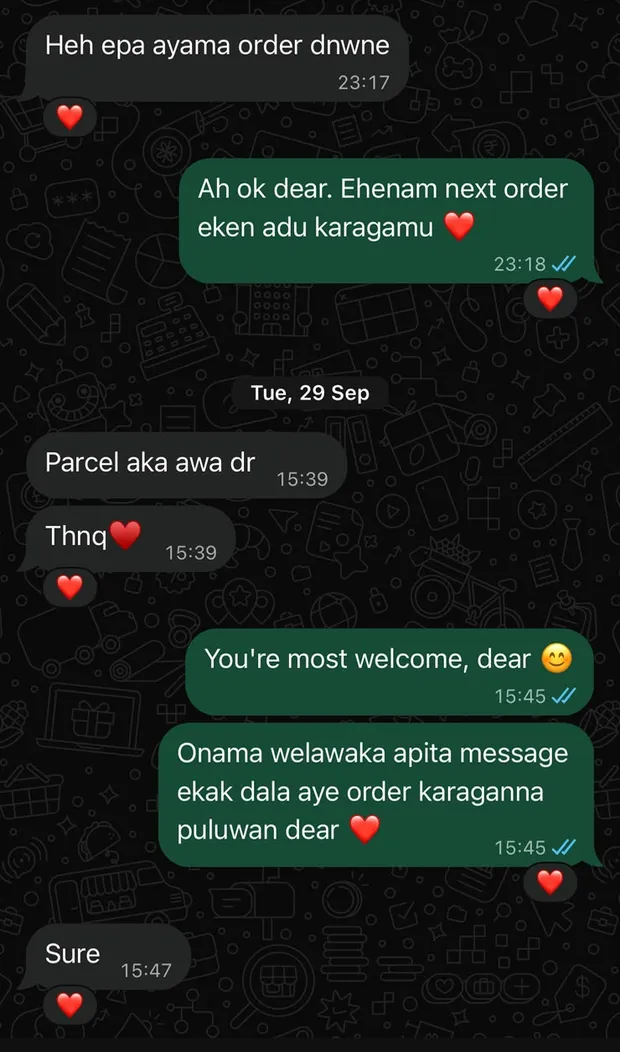 Heh epa ayama order dnwne
23:17
❤️
Ah ok dear. Ehenam next order
eken adu karagamu ❤️
23:18
❤️
Tue, 29 Sep
Parcel aka awa dr
15:39
Thnq❤️
15:39
❤️
You're most welcome, dear 😊
15:45
Onama welawaka apita message
ekak dala aye order karaganna
puluwan dear ❤️
15:45
❤️
Sure
15:47
❤️